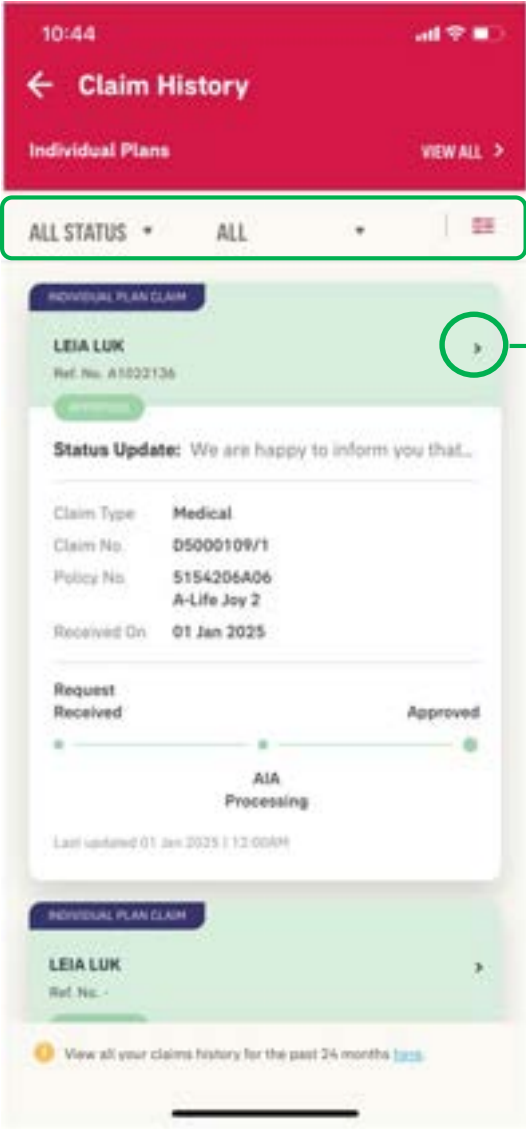 10:44
← Claim History
Individual Plans VIEW ALL >
ALL STATUS ALL
INDIVIDUAL PLAN CLAIM
LEIA LUK >
Ref. No. A1022136
APPROVED
Status Update: We are happy to inform you that...
Claim Type Medical
Claim No. D5000109/1
Policy No. 5154206A06
A-Life Joy 2
Received On 01 Jan 2025
Request
Received Approved
AIA
Processing
Last updated 01 Jan 2025 | 12:00AM
INDIVIDUAL PLAN CLAIM
LEIA LUK >
Ref. No. -
View all your claims history for the past 24 months here.